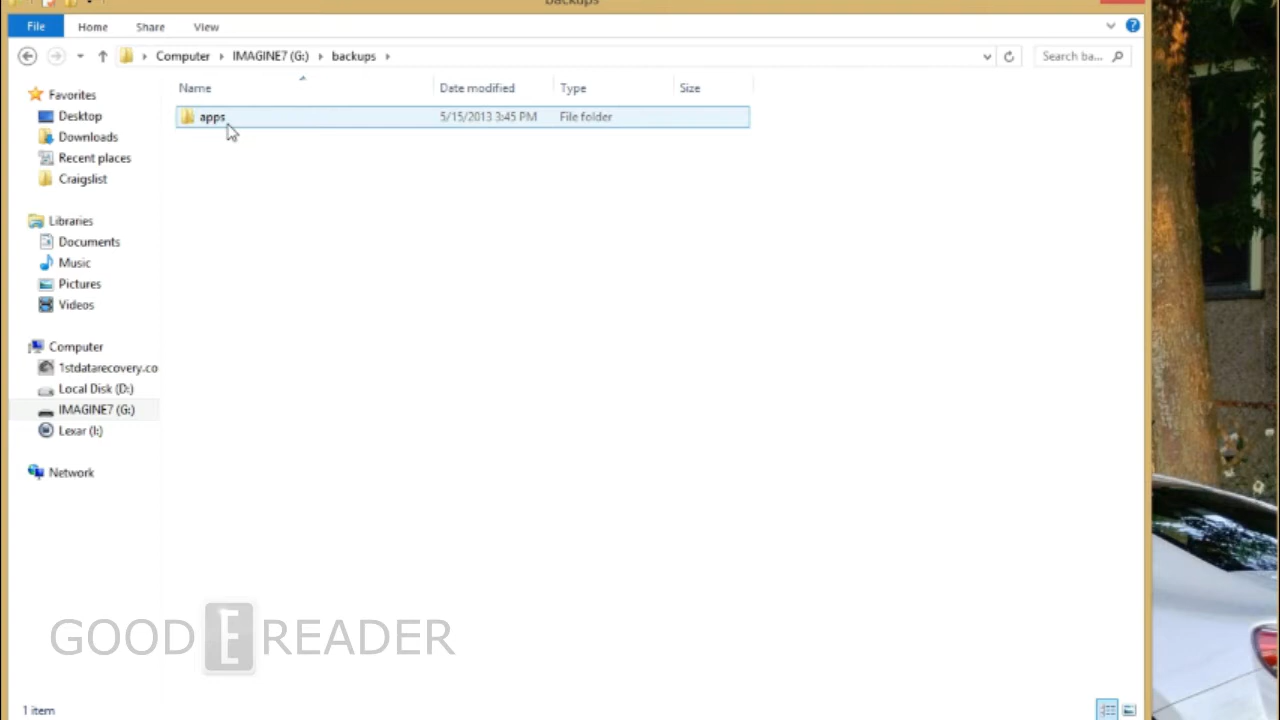 backups
File Home Share View
Computer IMAGINE7 (G:) backups Search ba...
Name Date modified Type Size
apps 5/15/2013 3:45 PM File folder
Favorites
Desktop
Downloads
Recent places
Craigslist
Libraries
Documents
Music
Pictures
Videos
Computer
1stdatarecovery.co
Local Disk (D:)
IMAGINE7 (G:)
Lexar (I:)
Network
GOOD E READER
1 item